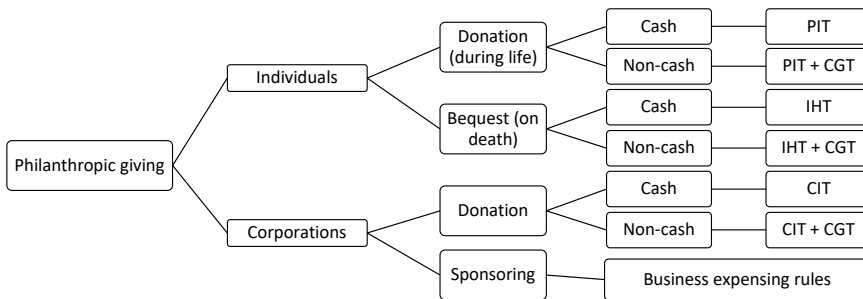 Philanthropic giving
Individuals
Donation
(during life)
Cash
PIT
Non-cash
PIT + CGT
Bequest (on
death)
Cash
IHT
Non-cash
IHT + CGT
Corporations
Donation
Cash
CIT
Non-cash
CIT + CGT
Sponsoring
Business expensing rules